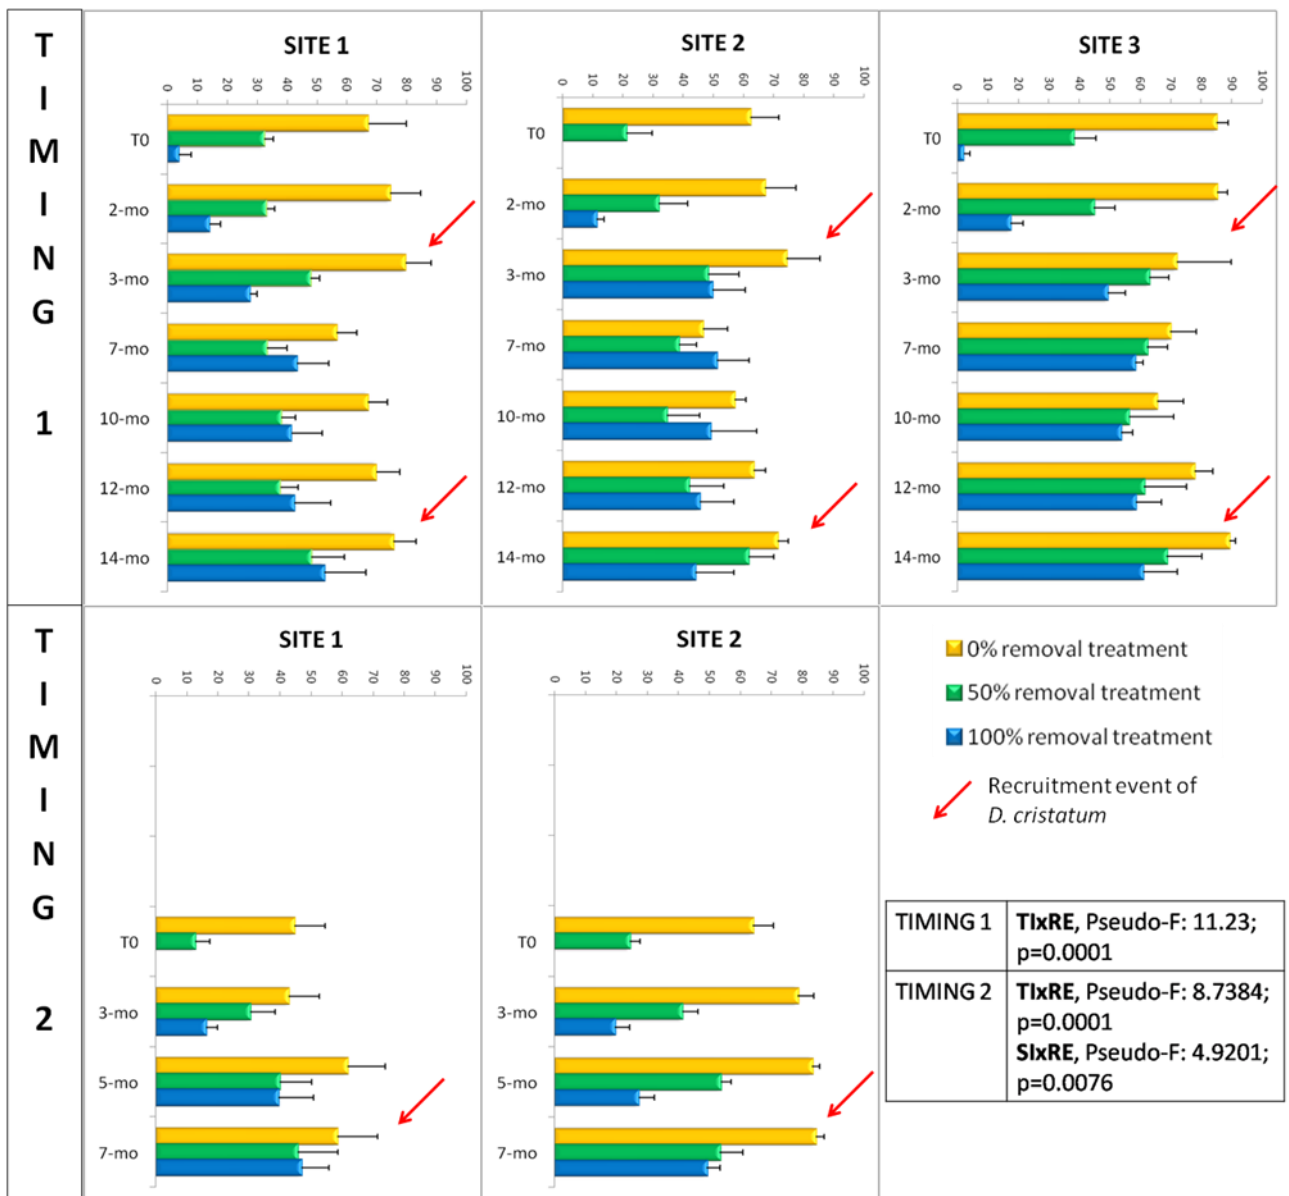 TIMING 1
SITE 1
0 10 20 30 40 50 60 70 80 90 100
T0
2-mo
3-mo
7-mo
10-mo
12-mo
14-mo
SITE 2
0 10 20 30 40 50 60 70 80 90 100
T0
2-mo
3-mo
7-mo
10-mo
12-mo
14-mo
SITE 3
0 10 20 30 40 50 60 70 80 90 100
T0
2-mo
3-mo
7-mo
10-mo
12-mo
14-mo
TIMING 2
SITE 1
0 10 20 30 40 50 60 70 80 90 100
T0
3-mo
5-mo
7-mo
SITE 2
0 10 20 30 40 50 60 70 80 90 100
T0
3-mo
5-mo
7-mo
0% removal treatment
50% removal treatment
100% removal treatment
Recruitment event of
D. cristatum
TIMING 1 TIxRE, Pseudo-F: 11.23;
p=0.0001
TIMING 2 TIxRE, Pseudo-F: 8.7384;
p=0.0001
SIxRE, Pseudo-F: 4.9201;
p=0.0076